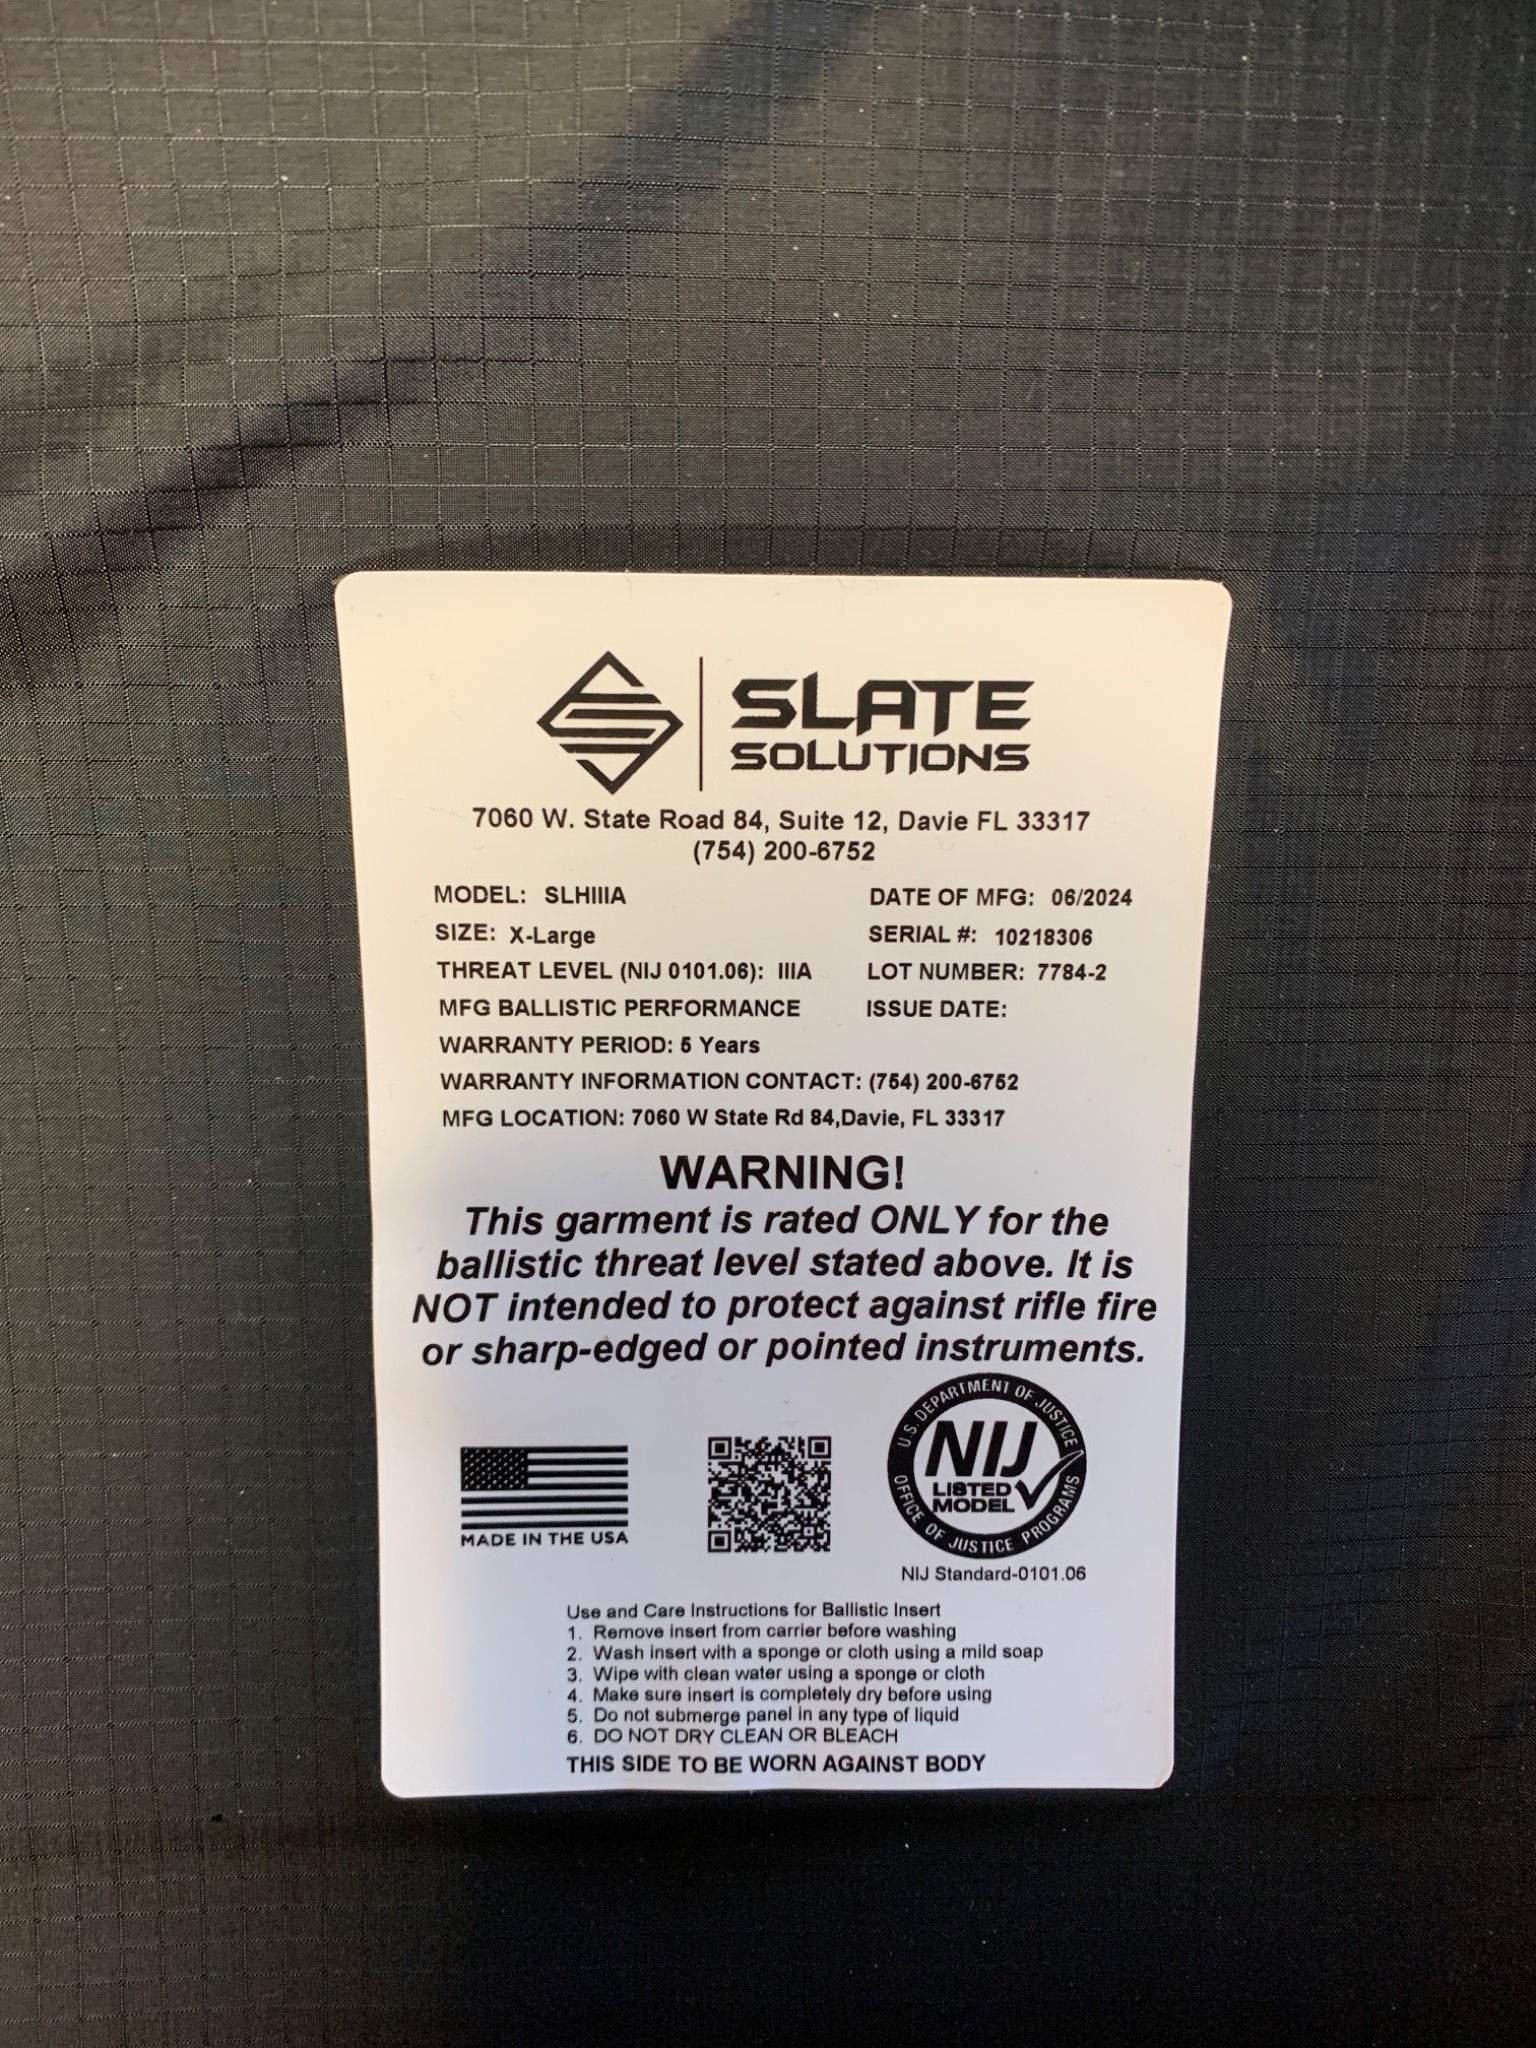 SLATE
SOLUTIONS
7060 W. State Road 84, Suite 12, Davie FL 33317
(754) 200-6752
MODEL: SLHIIIA DATE OF MFG: 06/2024
SIZE: X-Large SERIAL #: 10218306
THREAT LEVEL (NIJ 0101.06): IIIA LOT NUMBER: 7784-2
MFG BALLISTIC PERFORMANCE ISSUE DATE:
WARRANTY PERIOD: 5 Years
WARRANTY INFORMATION CONTACT: (754) 200-6752
MFG LOCATION: 7060 W State Rd 84,Davie, FL 33317
WARNING!
This garment is rated ONLY for the
ballistic threat level stated above. It is
NOT intended to protect against rifle fire
or sharp-edged or pointed instruments.
MADE IN THE USA
U.S. DEPARTMENT OF JUSTICE
NIJ
LISTED
MODEL
OFFICE OF JUSTICE PROGRAMS
NIJ Standard-0101.06
Use and Care Instructions for Ballistic Insert
1. Remove insert from carrier before washing
2. Wash insert with a sponge or cloth using a mild soap
3. Wipe with clean water using a sponge or cloth
4. Make sure insert is completely dry before using
5. Do not submerge panel in any type of liquid
6. DO NOT DRY CLEAN OR BLEACH
THIS SIDE TO BE WORN AGAINST BODY